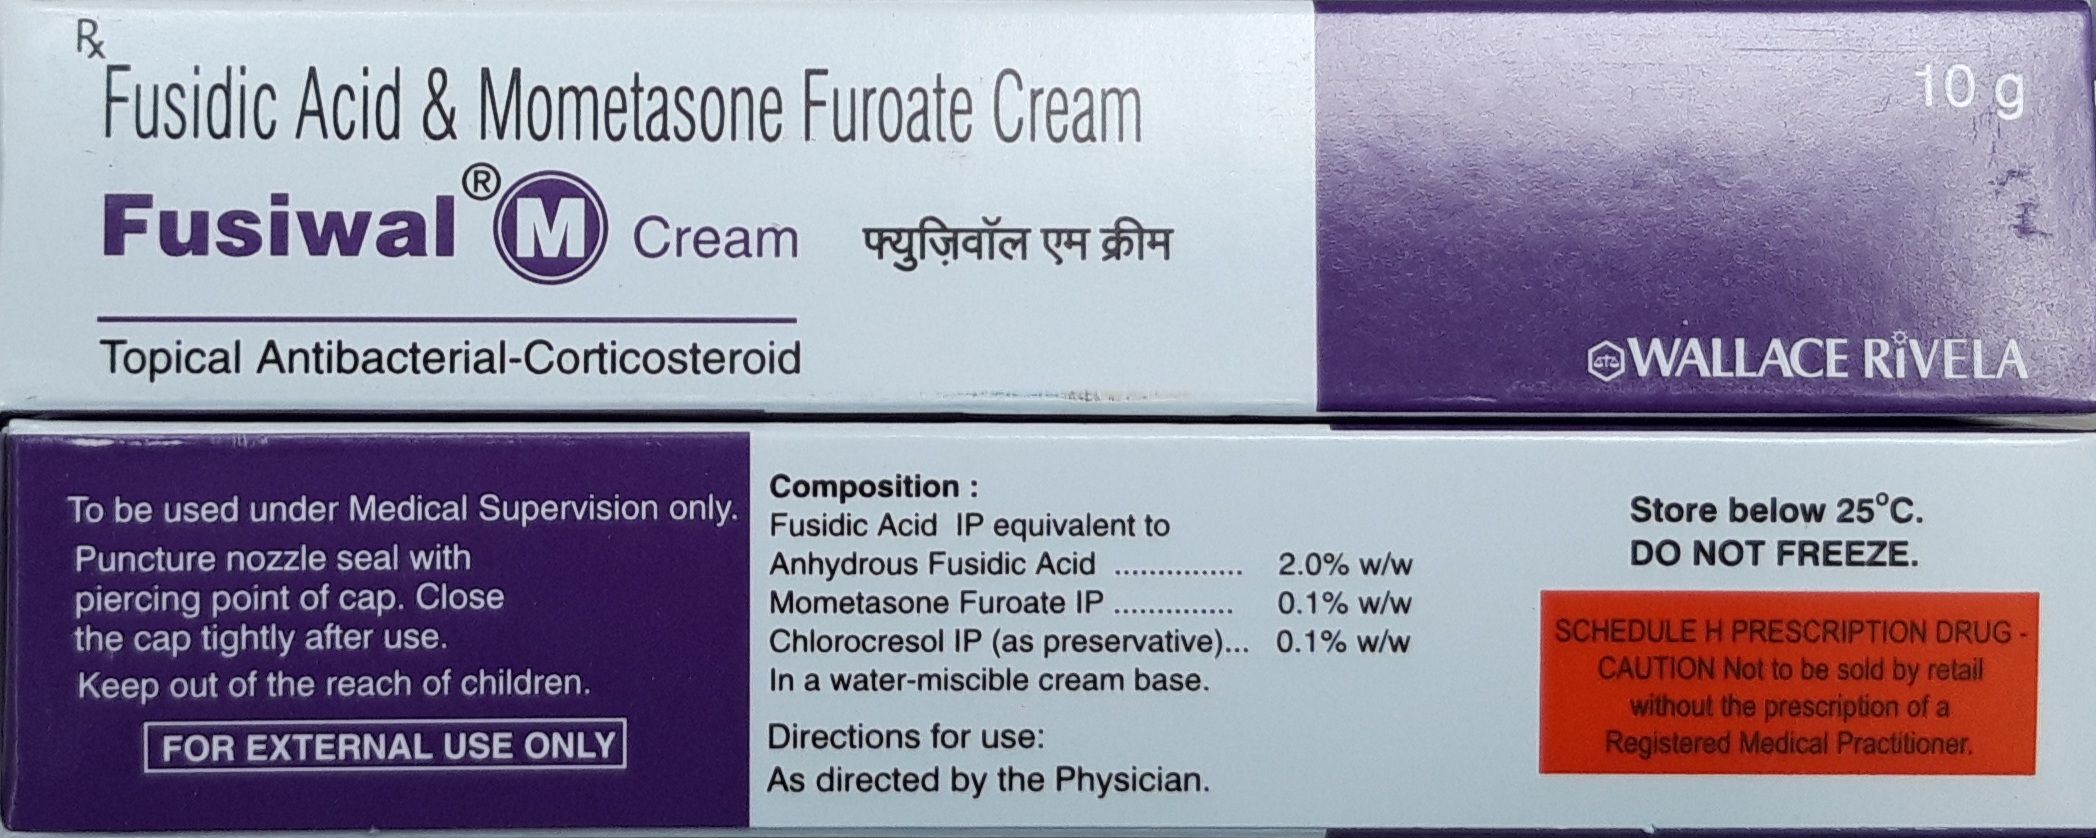 Rx
Fusidic Acid & Mometasone Furoate Cream
10 g
Fusiwal® M Cream फ्युज़िवॉल एम क्रीम
Topical Antibacterial-Corticosteroid
WALLACE RiVELA
To be used under Medical Supervision only.
Puncture nozzle seal with
piercing point of cap. Close
the cap tightly after use.
Keep out of the reach of children.
FOR EXTERNAL USE ONLY
Composition :
Fusidic Acid IP equivalent to
Anhydrous Fusidic Acid ............... 2.0% w/w
Mometasone Furoate IP .............. 0.1% w/w
Chlorocresol IP (as preservative)... 0.1% w/w
In a water-miscible cream base.
Directions for use:
As directed by the Physician.
Store below 25°C.
DO NOT FREEZE.
SCHEDULE H PRESCRIPTION DRUG -
CAUTION Not to be sold by retail
without the prescription of a
Registered Medical Practitioner.